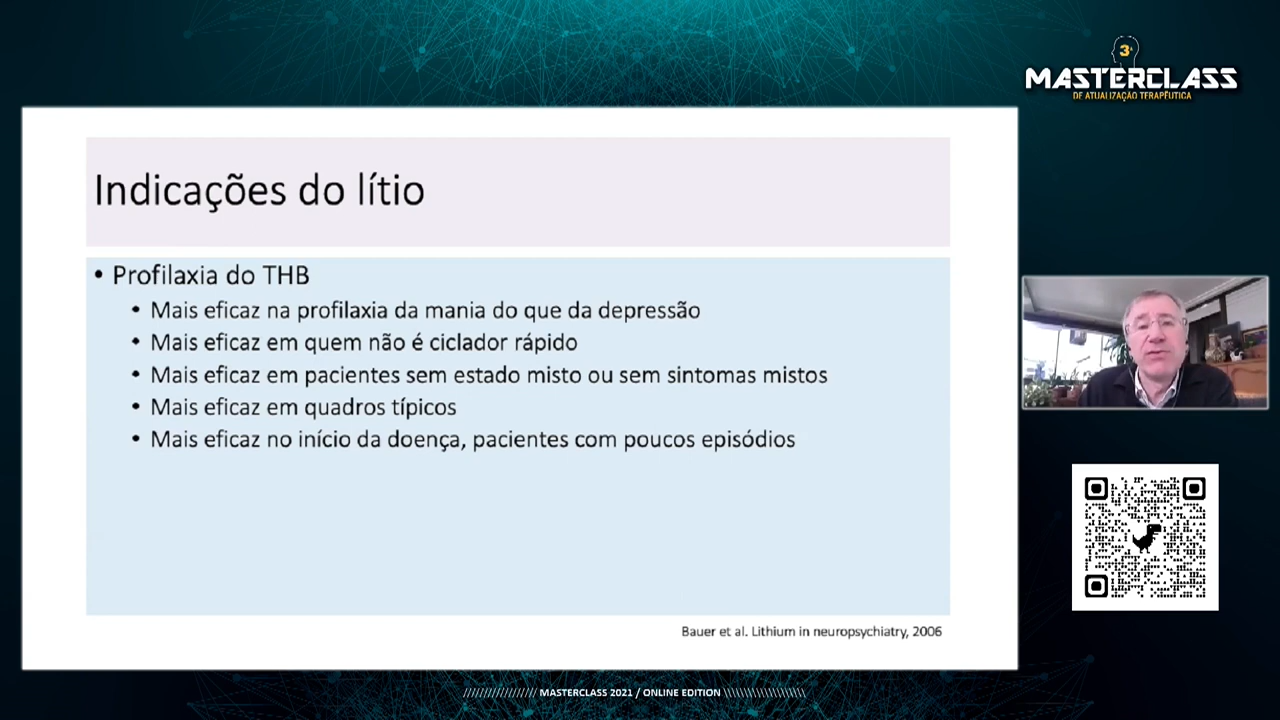 3ª
MASTERCLASS
DE ATUALIZAÇÃO TERAPÊUTICA
Indicações do lítio
• Profilaxia do THB
• Mais eficaz na profilaxia da mania do que da depressão
• Mais eficaz em quem não é ciclador rápido
• Mais eficaz em pacientes sem estado misto ou sem sintomas mistos
• Mais eficaz em quadros típicos
• Mais eficaz no início da doença, pacientes com poucos episódios
Bauer et al. Lithium in neuropsychiatry, 2006
////////////////// MASTERCLASS 2021 / ONLINE EDITION \\\\\\\\\\\\\\\\\\\\